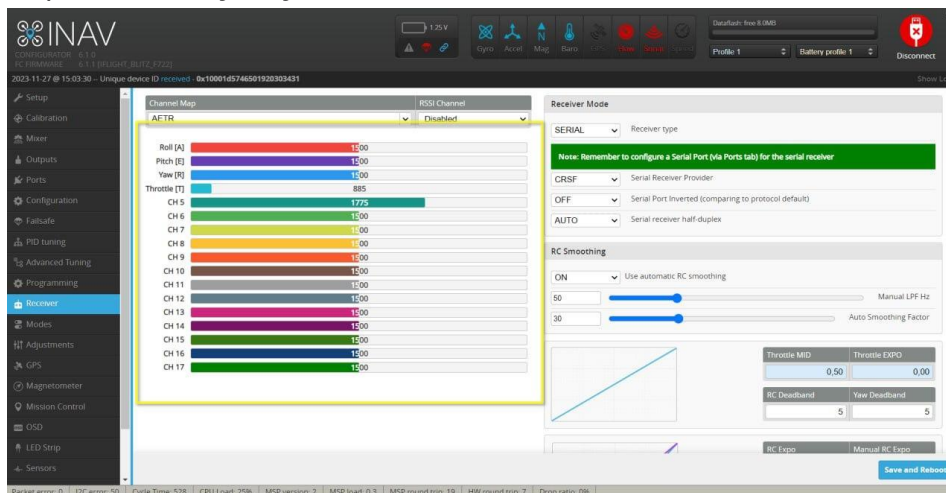 INAV
CONFIGURATOR 6.1.0
FC FIRMWARE 6.1.1 [IFLIGHT_BLITZ_F722]
1.25 V
Gyro Accel Mag Baro
Dataflash: free 8.0MB
Profile 1 Battery profile 1
Disconnect
2023-11-27 @ 15:03:30 -- Unique device ID received - 0x10001d5746501920303431
Show Lo
Setup
Calibration
Mixer
Outputs
Ports
Configuration
Failsafe
PID tuning
Advanced Tuning
Programming
Receiver
Modes
Adjustments
GPS
Magnetometer
Mission Control
OSD
LED Strip
Sensors
Channel Map RSSI Channel
AETR Disabled
Roll [A] 1500
Pitch [E] 1500
Yaw [R] 1500
Throttle [T] 885
CH 5 1775
CH 6 1500
CH 7 1500
CH 8 1500
CH 9 1500
CH 10 1500
CH 11 1500
CH 12 1500
CH 13 1500
CH 14 1500
CH 15 1500
CH 16 1500
CH 17 1500
Receiver Mode
SERIAL Receiver type
Note: Remember to configure a Serial Port (via Ports tab) for the serial receiver
CRSF Serial Receiver Provider
OFF Serial Port Inverted (comparing to protocol default)
AUTO Serial receiver half-duplex
RC Smoothing
ON Use automatic RC smoothing
50 Manual LPF Hz
30 Auto Smoothing Factor
Throttle MID Throttle EXPO
0,50 0,00
RC Deadband Yaw Deadband
5 5
RC Expo Manual RC Expo
Save and Reboot
Packet error: 0 I2C error: 50 Cycle Time: 528 CPU Load: 25% MSP version: 2 MSP load: 0.3 MSP round trip: 19 HW round trip: 7 Drop ratio: 0%